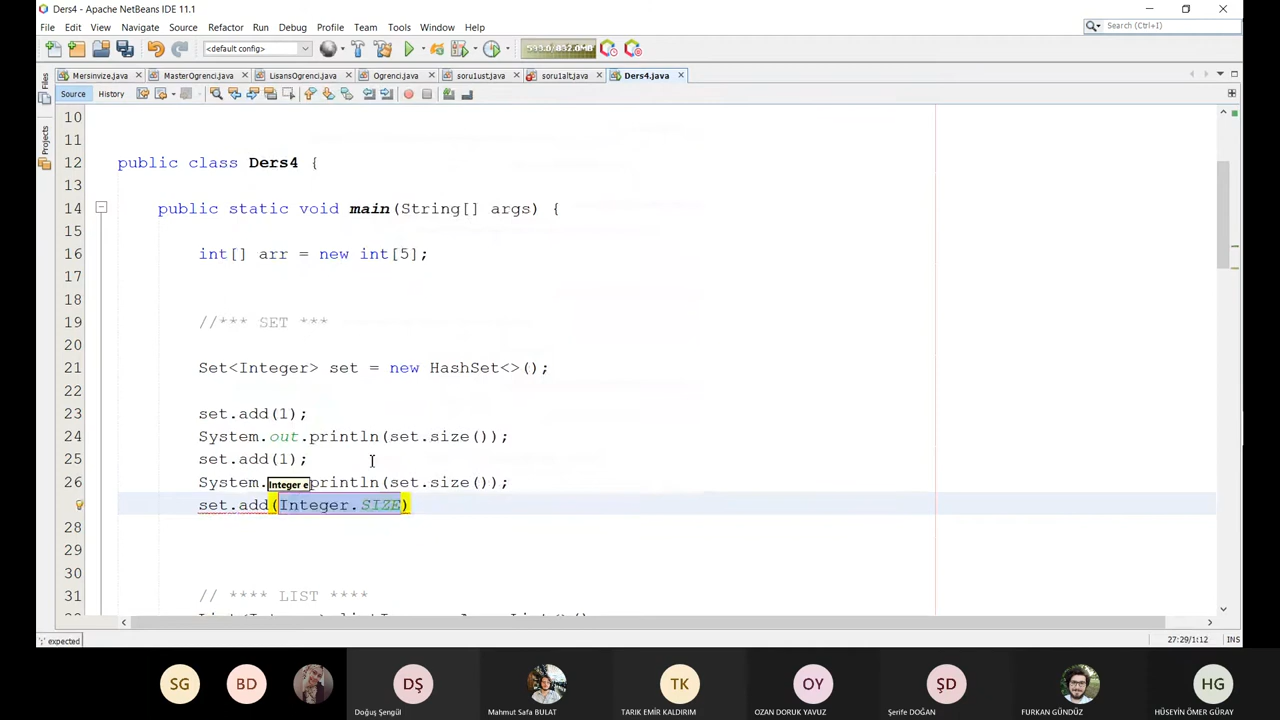 Ders4 - Apache NetBeans IDE 11.1
File Edit View Navigate Source Refactor Run Debug Profile Team Tools Window Help
Search (Ctrl+I)
<default config>
Mersinvize.java MasterOgrenci.java LisansOgrenci.java Ogrenci.java soru1ust.java soru1alt.java Ders4.java
Source History
Files
Projects
10
11
12 public class Ders4 {
13
14 public static void main(String[] args) {
15
16 int[] arr = new int[5];
17
18
19 //*** SET ***
20
21 Set<Integer> set = new HashSet<>();
22
23 set.add(1);
24 System.out.println(set.size());
25 set.add(1);
26 System. println(set.size());
Integer e
set.add(Integer.SIZE)
28
29
30
31 // **** LIST ****
';' expected
27:29/1:12 INS
SG BD DŞ TK OY ŞD HG
Doğuş Şengül Mahmut Safa BULAT TARIK EMİR KALDIRIM OZAN DORUK YAVUZ Şerife DOĞAN FURKAN GÜNDÜZ HÜSEYİN ÖMER GÜRAY